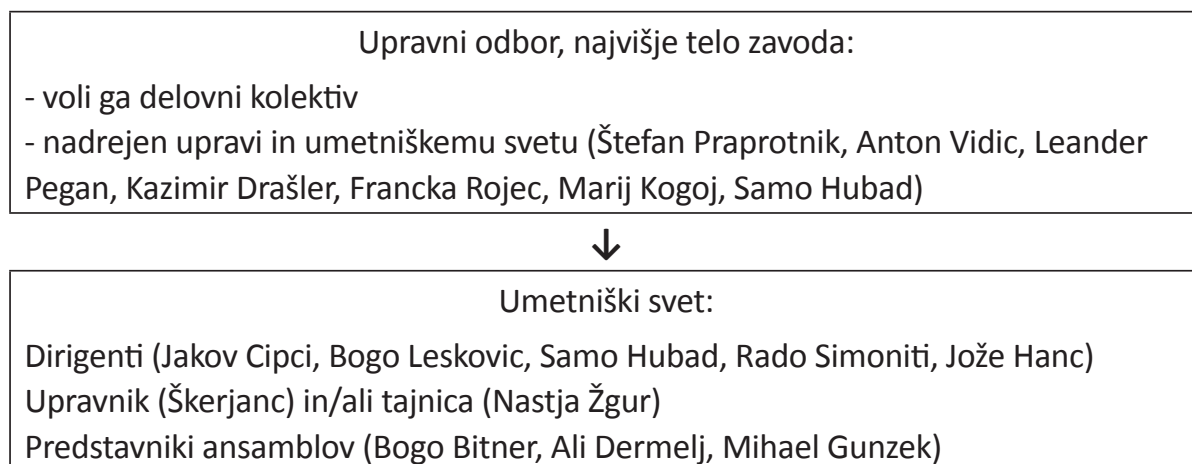 Upravni odbor, najvišje telo zavoda:
- voli ga delovni kolektiv
- nadrejen upravi in umetniškemu svetu (Štefan Praprotnik, Anton Vidic, Leander
Pegan, Kazimir Drašler, Francka Rojec, Marij Kogoj, Samo Hubad)
↓
Umetniški svet:
Dirigenti (Jakov Cipci, Bogo Leskovic, Samo Hubad, Rado Simoniti, Jože Hanc)
Upravnik (Škerjanc) in/ali tajnica (Nastja Žgur)
Predstavniki ansamblov (Bogo Bitner, Ali Dermelj, Mihael Gunzek)